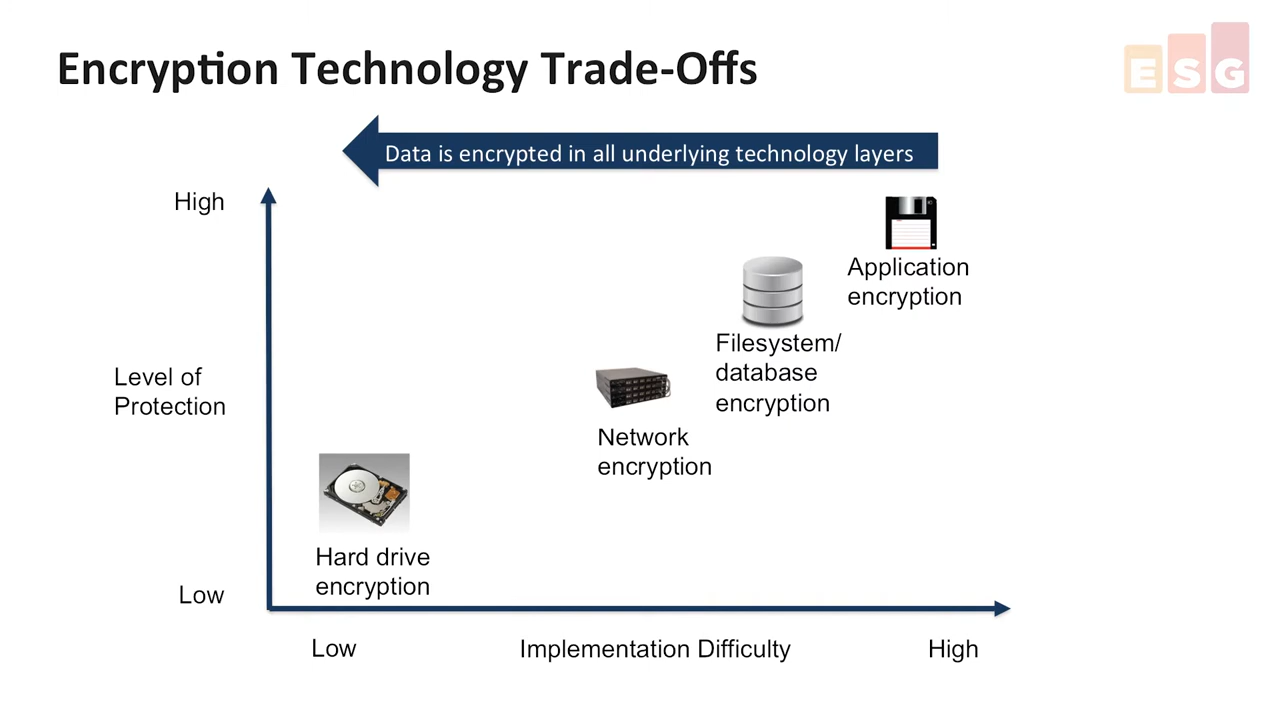 Encryption Technology Trade-Offs
ESG
Data is encrypted in all underlying technology layers
High
Application
encryption
Filesystem/
database
encryption
Level of
Protection
Network
encryption
Hard drive
encryption
Low
Low
Implementation Difficulty
High